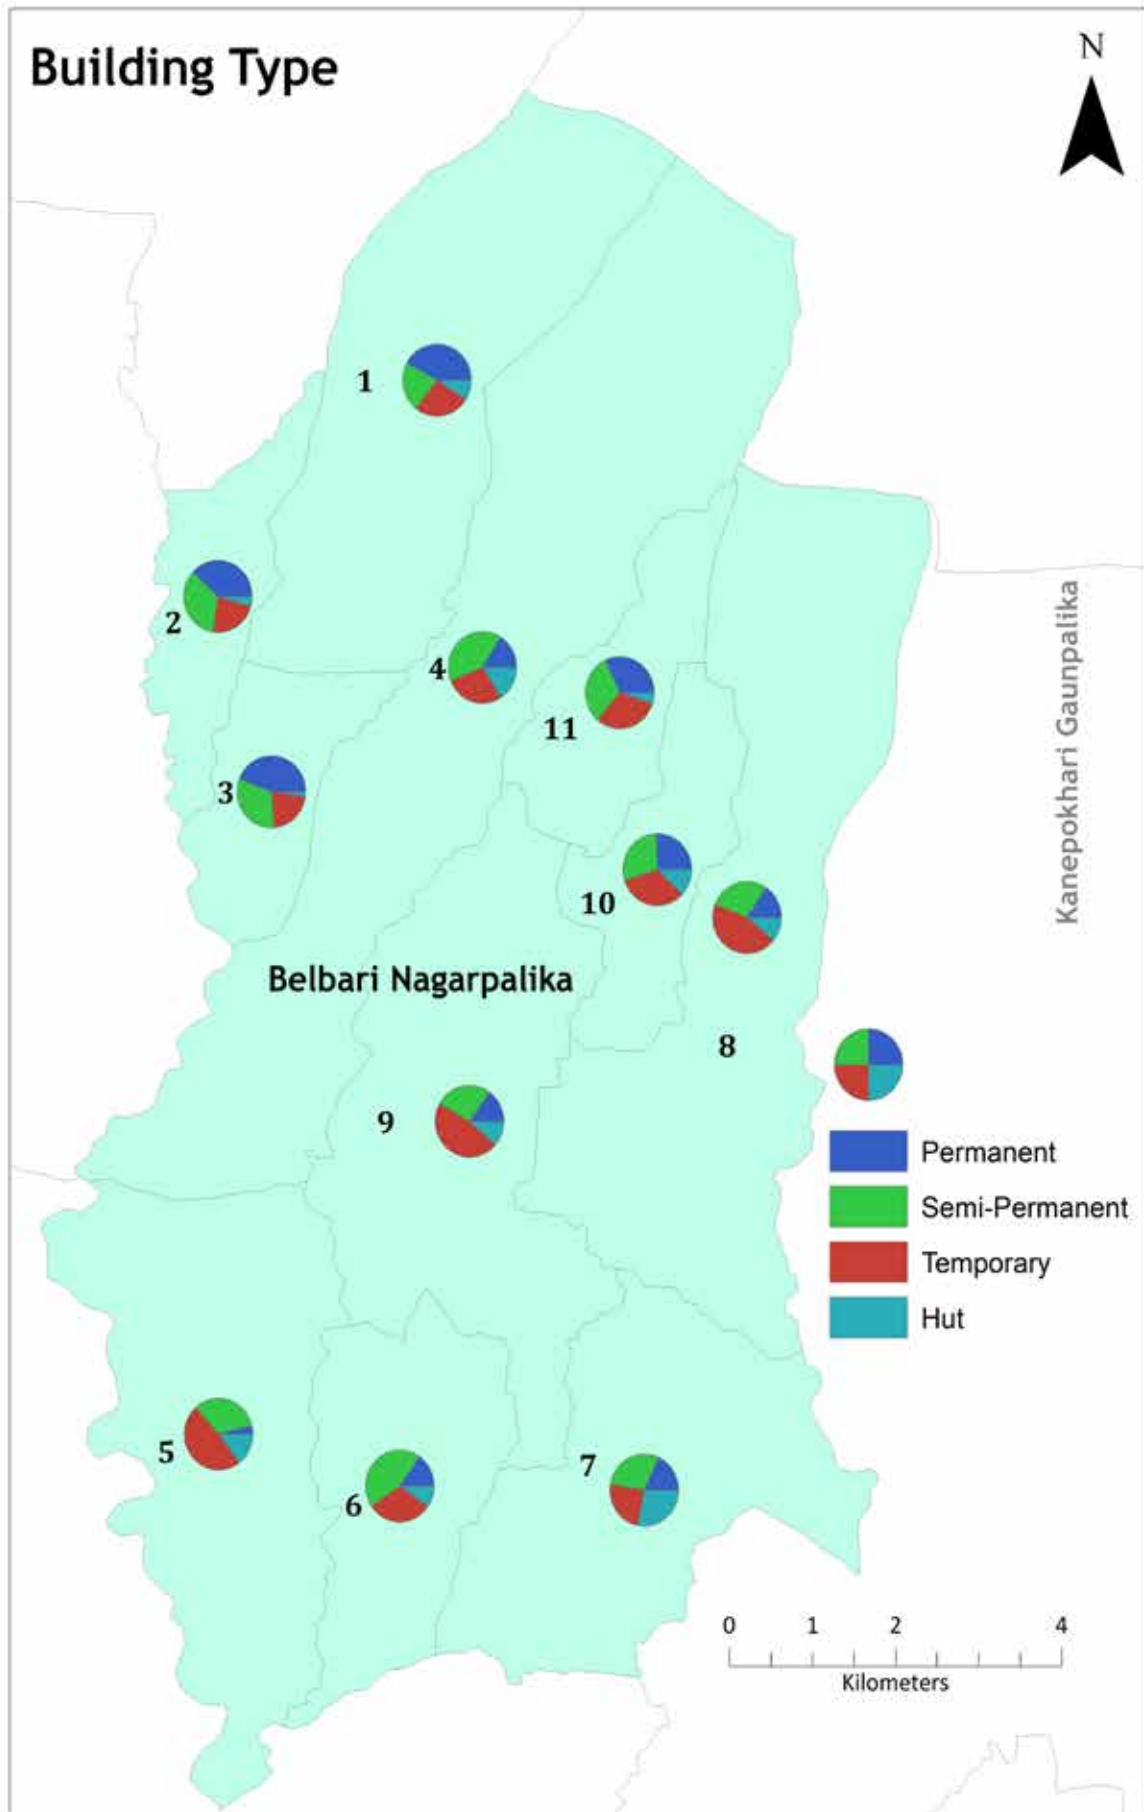 Building Type
N
1
2
4
11
3
10
Belbari Nagarpalika
8
9
Kanepokhari Gaunpalika
Permanent
Semi-Permanent
Temporary
Hut
5
6
7
0 1 2 4
Kilometers